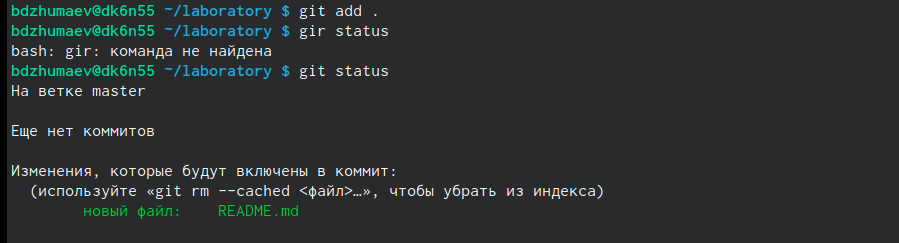 bdzhumaev@dk6n55 ~/laboratory $ git add .
bdzhumaev@dk6n55 ~/laboratory $ gir status
bash: gir: команда не найдена
bdzhumaev@dk6n55 ~/laboratory $ git status
На ветке master
Еще нет коммитов
Изменения, которые будут включены в коммит:
(используйте «git rm --cached <файл>…», чтобы убрать из индекса)
новый файл: README.md